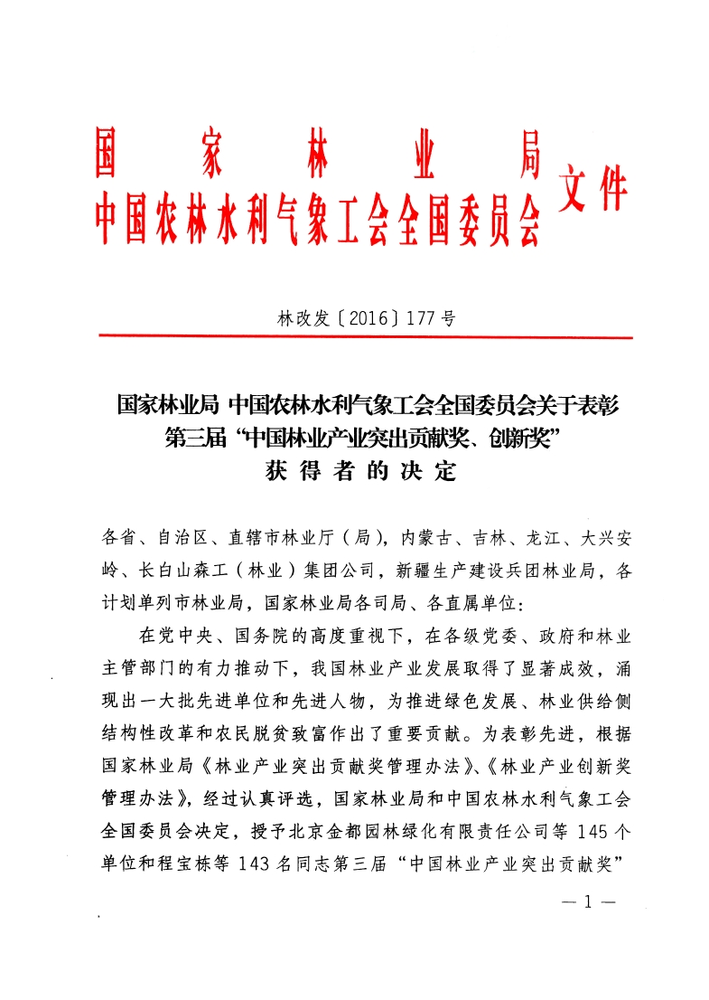 国家林业局
中国农林水利气象工会全国委员会
文件
林改发〔2016〕177号
国家林业局 中国农林水利气象工会全国委员会关于表彰
第三届“中国林业产业突出贡献奖、创新奖”
获得者的决定
各省、自治区、直辖市林业厅（局），内蒙古、吉林、龙江、大兴安
岭、长白山森工（林业）集团公司，新疆生产建设兵团林业局，各
计划单列市林业局，国家林业局各司局、各直属单位：
在党中央、国务院的高度重视下，在各级党委、政府和林业
主管部门的有力推动下，我国林业产业发展取得了显著成效，涌
现出一大批先进单位和先进人物，为推进绿色发展、林业供给侧
结构性改革和农民脱贫致富作出了重要贡献。为表彰先进，根据
国家林业局《林业产业突出贡献奖管理办法》、《林业产业创新奖
管理办法》，经过认真评选，国家林业局和中国农林水利气象工会
全国委员会决定，授予北京金都园林绿化有限责任公司等 145 个
单位和程宝栋等 143 名同志第三届“中国林业产业突出贡献奖”
— 1 —